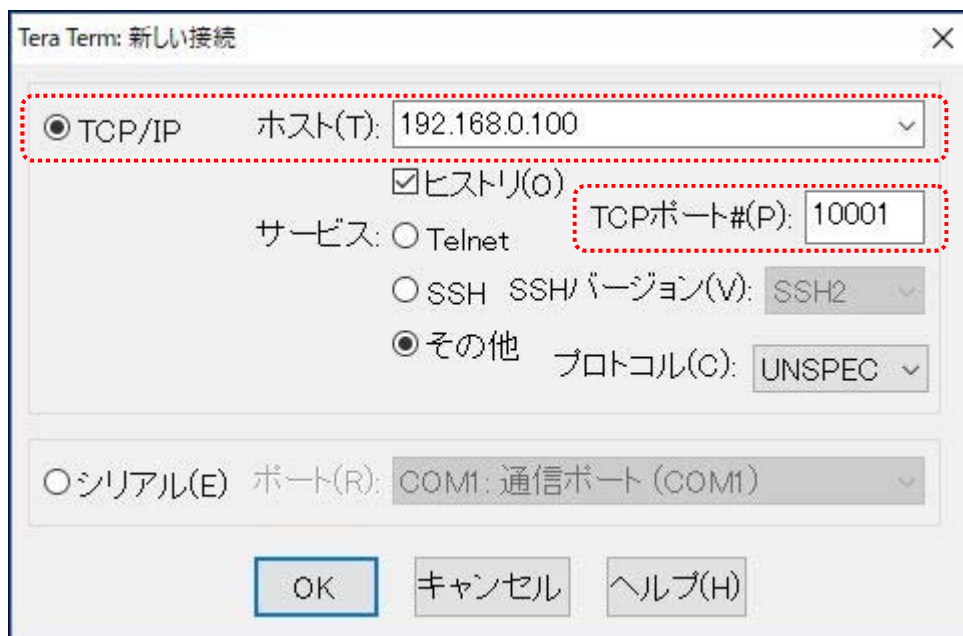 Tera Term: 新しい接続
TCP/IP ホスト(T): 192.168.0.100
ヒストリ(O)
TCPポート#(P): 10001
サービス: Telnet
SSH SSHバージョン(V): SSH2
その他
プロトコル(C): UNSPEC
シリアル(E) ポート(R): COM1: 通信ポート (COM1)
OK キャンセル ヘルプ(H)